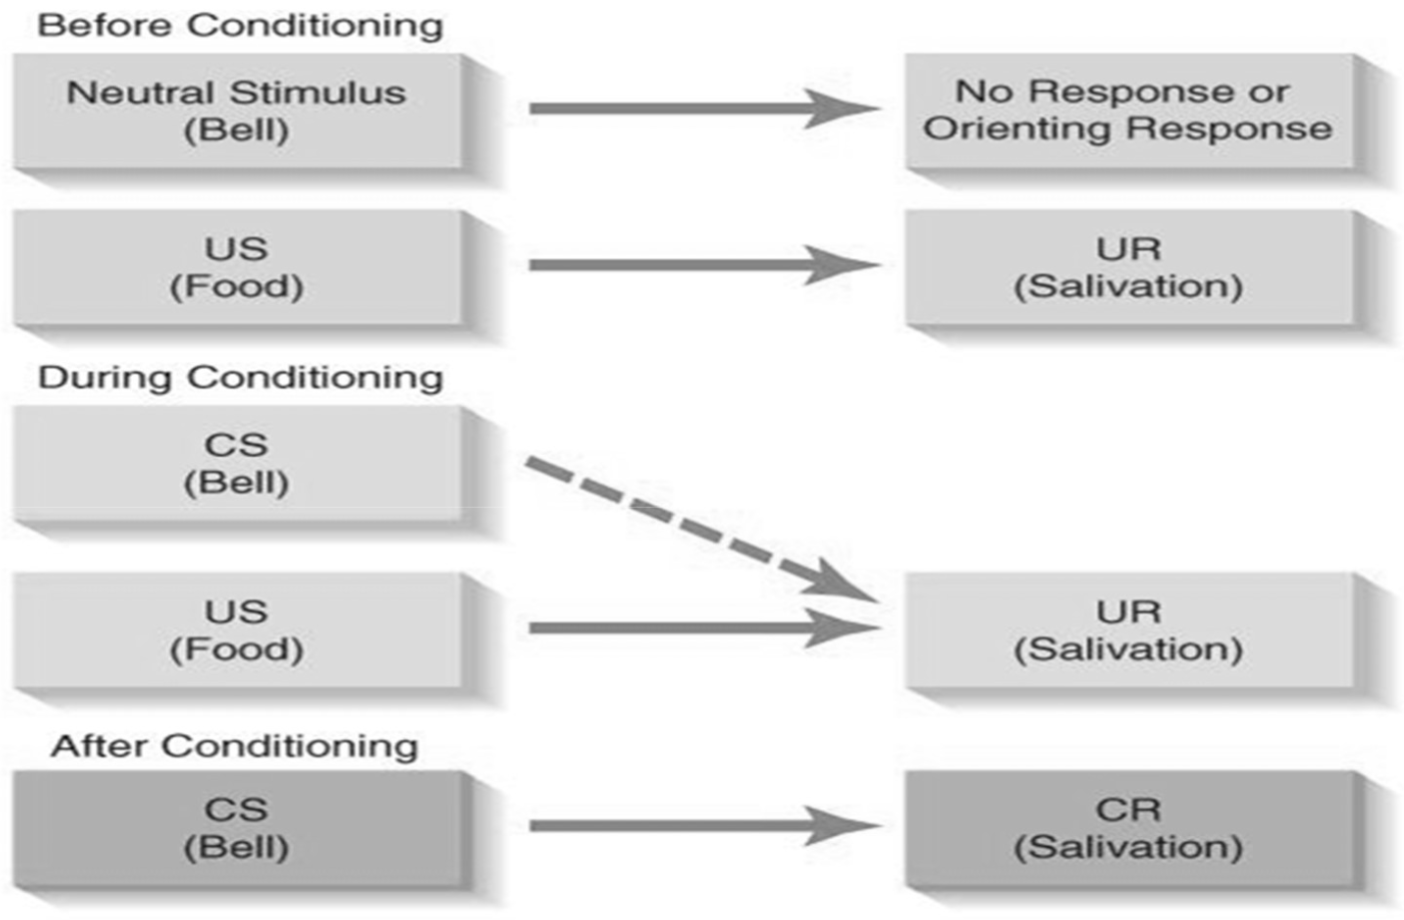 Before Conditioning
Neutral Stimulus
(Bell)
No Response or
Orienting Response
US
(Food)
UR
(Salivation)
During Conditioning
CS
(Bell)
US
(Food)
UR
(Salivation)
After Conditioning
CS
(Bell)
CR
(Salivation)